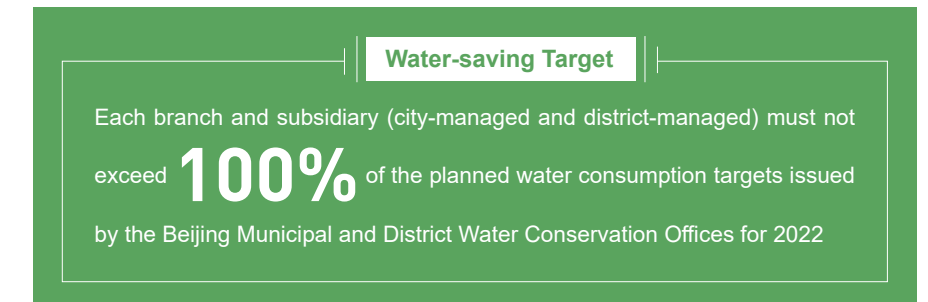 Water-saving Target
Each branch and subsidiary (city-managed and district-managed) must not
exceed 100% of the planned water consumption targets issued
by the Beijing Municipal and District Water Conservation Offices for 2022